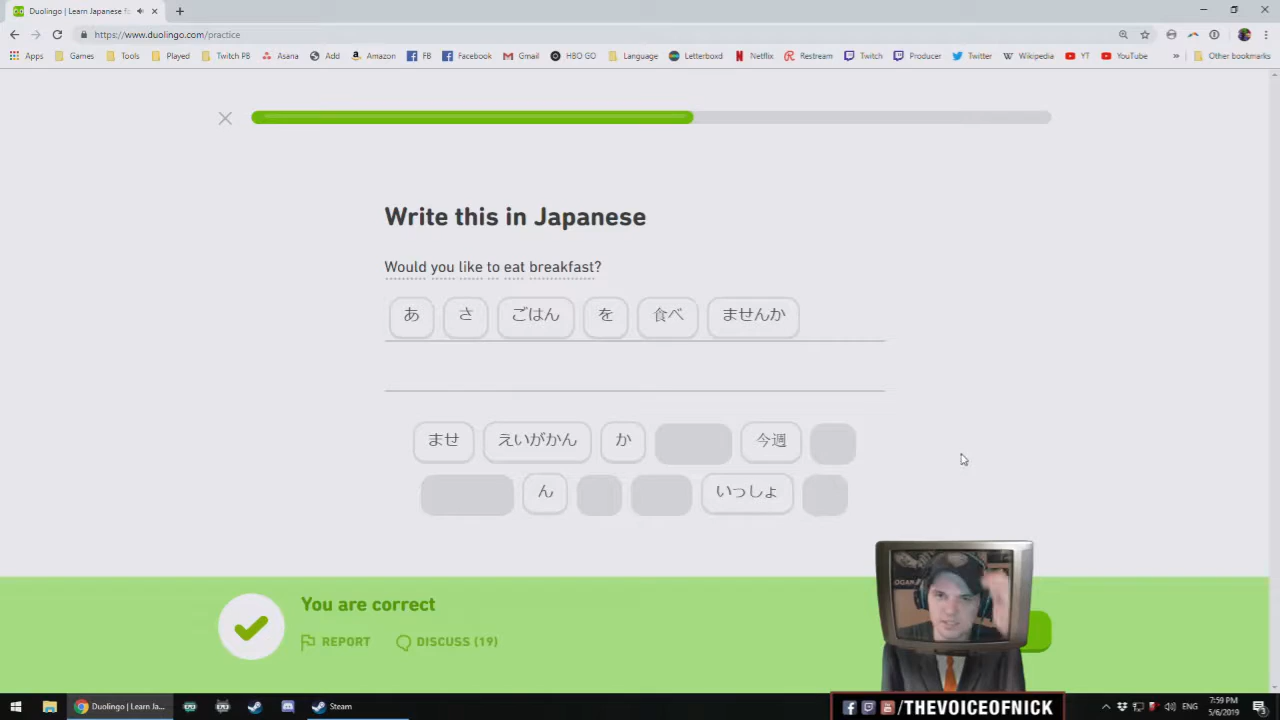 Duolingo | Learn Japanese f
https://www.duolingo.com/practice
Apps Games Tools Played Twitch PB Asana Add Amazon FB Facebook Gmail HBO GO Language Letterboxd Netflix Restream Twitch Producer Twitter Wikipedia YT YouTube » Other bookmarks
Write this in Japanese
Would you like to eat breakfast?
あ さ ごはん を 食べ ませんか
ませ えいがかん か 今週
ん いっしょ
You are correct
REPORT DISCUSS (19)
Duolingo | Learn Ja... Steam
/THEVOICEOFNICK
ENG
7:59 PM
5/6/2019